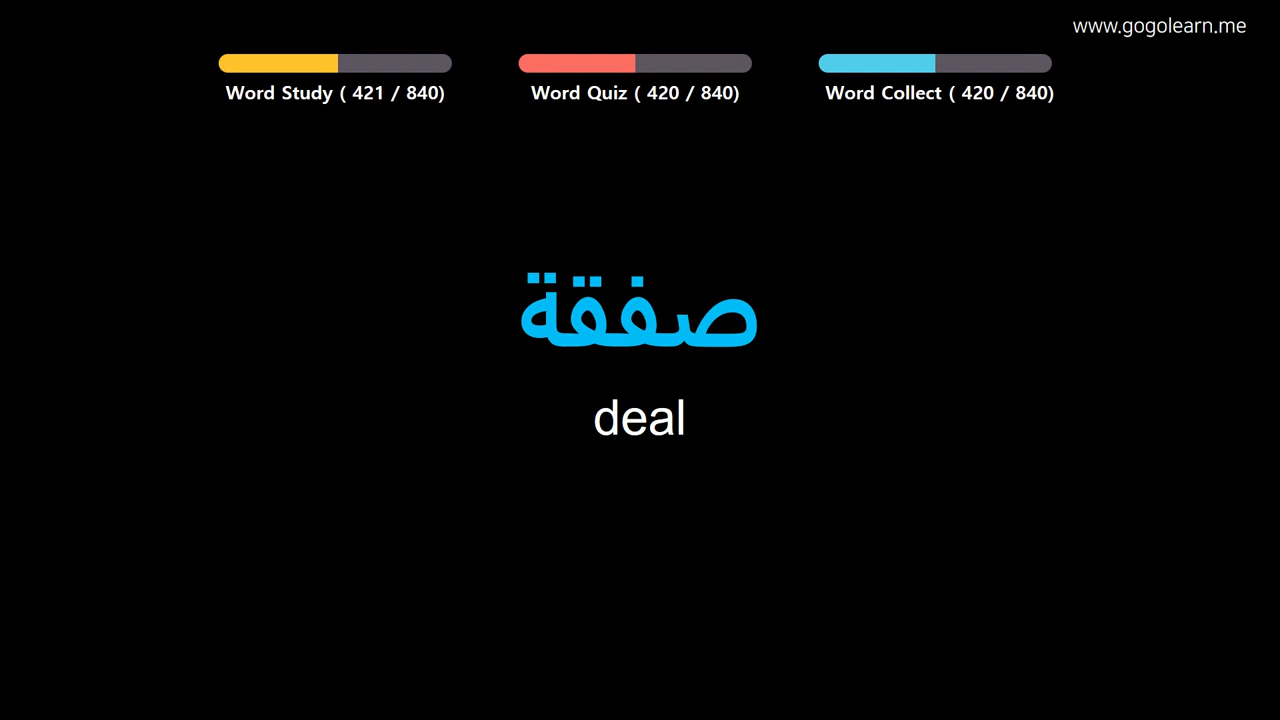 www.gogolearn.me
Word Study ( 421 / 840)
Word Quiz ( 420 / 840)
Word Collect ( 420 / 840)
صفقة
deal